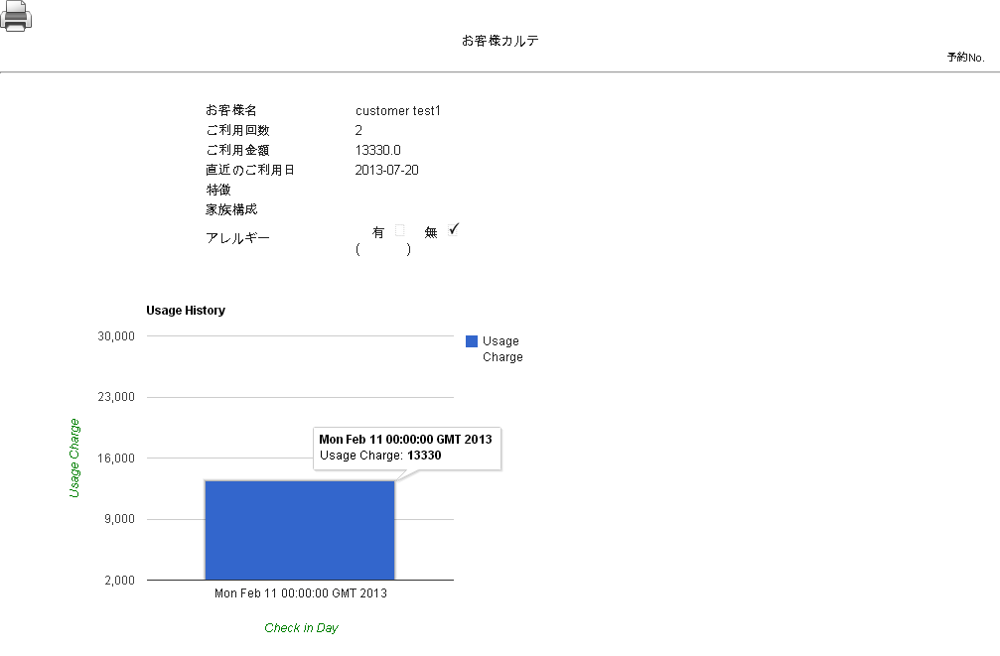 お客様カルテ
予約No.
お客様名 customer test1
ご利用回数 2
ご利用金額 13330.0
直近のご利用日 2013-07-20
特徴
家族構成
アレルギー 有 無 ✓
( )
Usage History
30,000
23,000
16,000
9,000
2,000
Usage Charge
Usage
Charge
Mon Feb 11 00:00:00 GMT 2013
Usage Charge: 13330
Mon Feb 11 00:00:00 GMT 2013
Check in Day